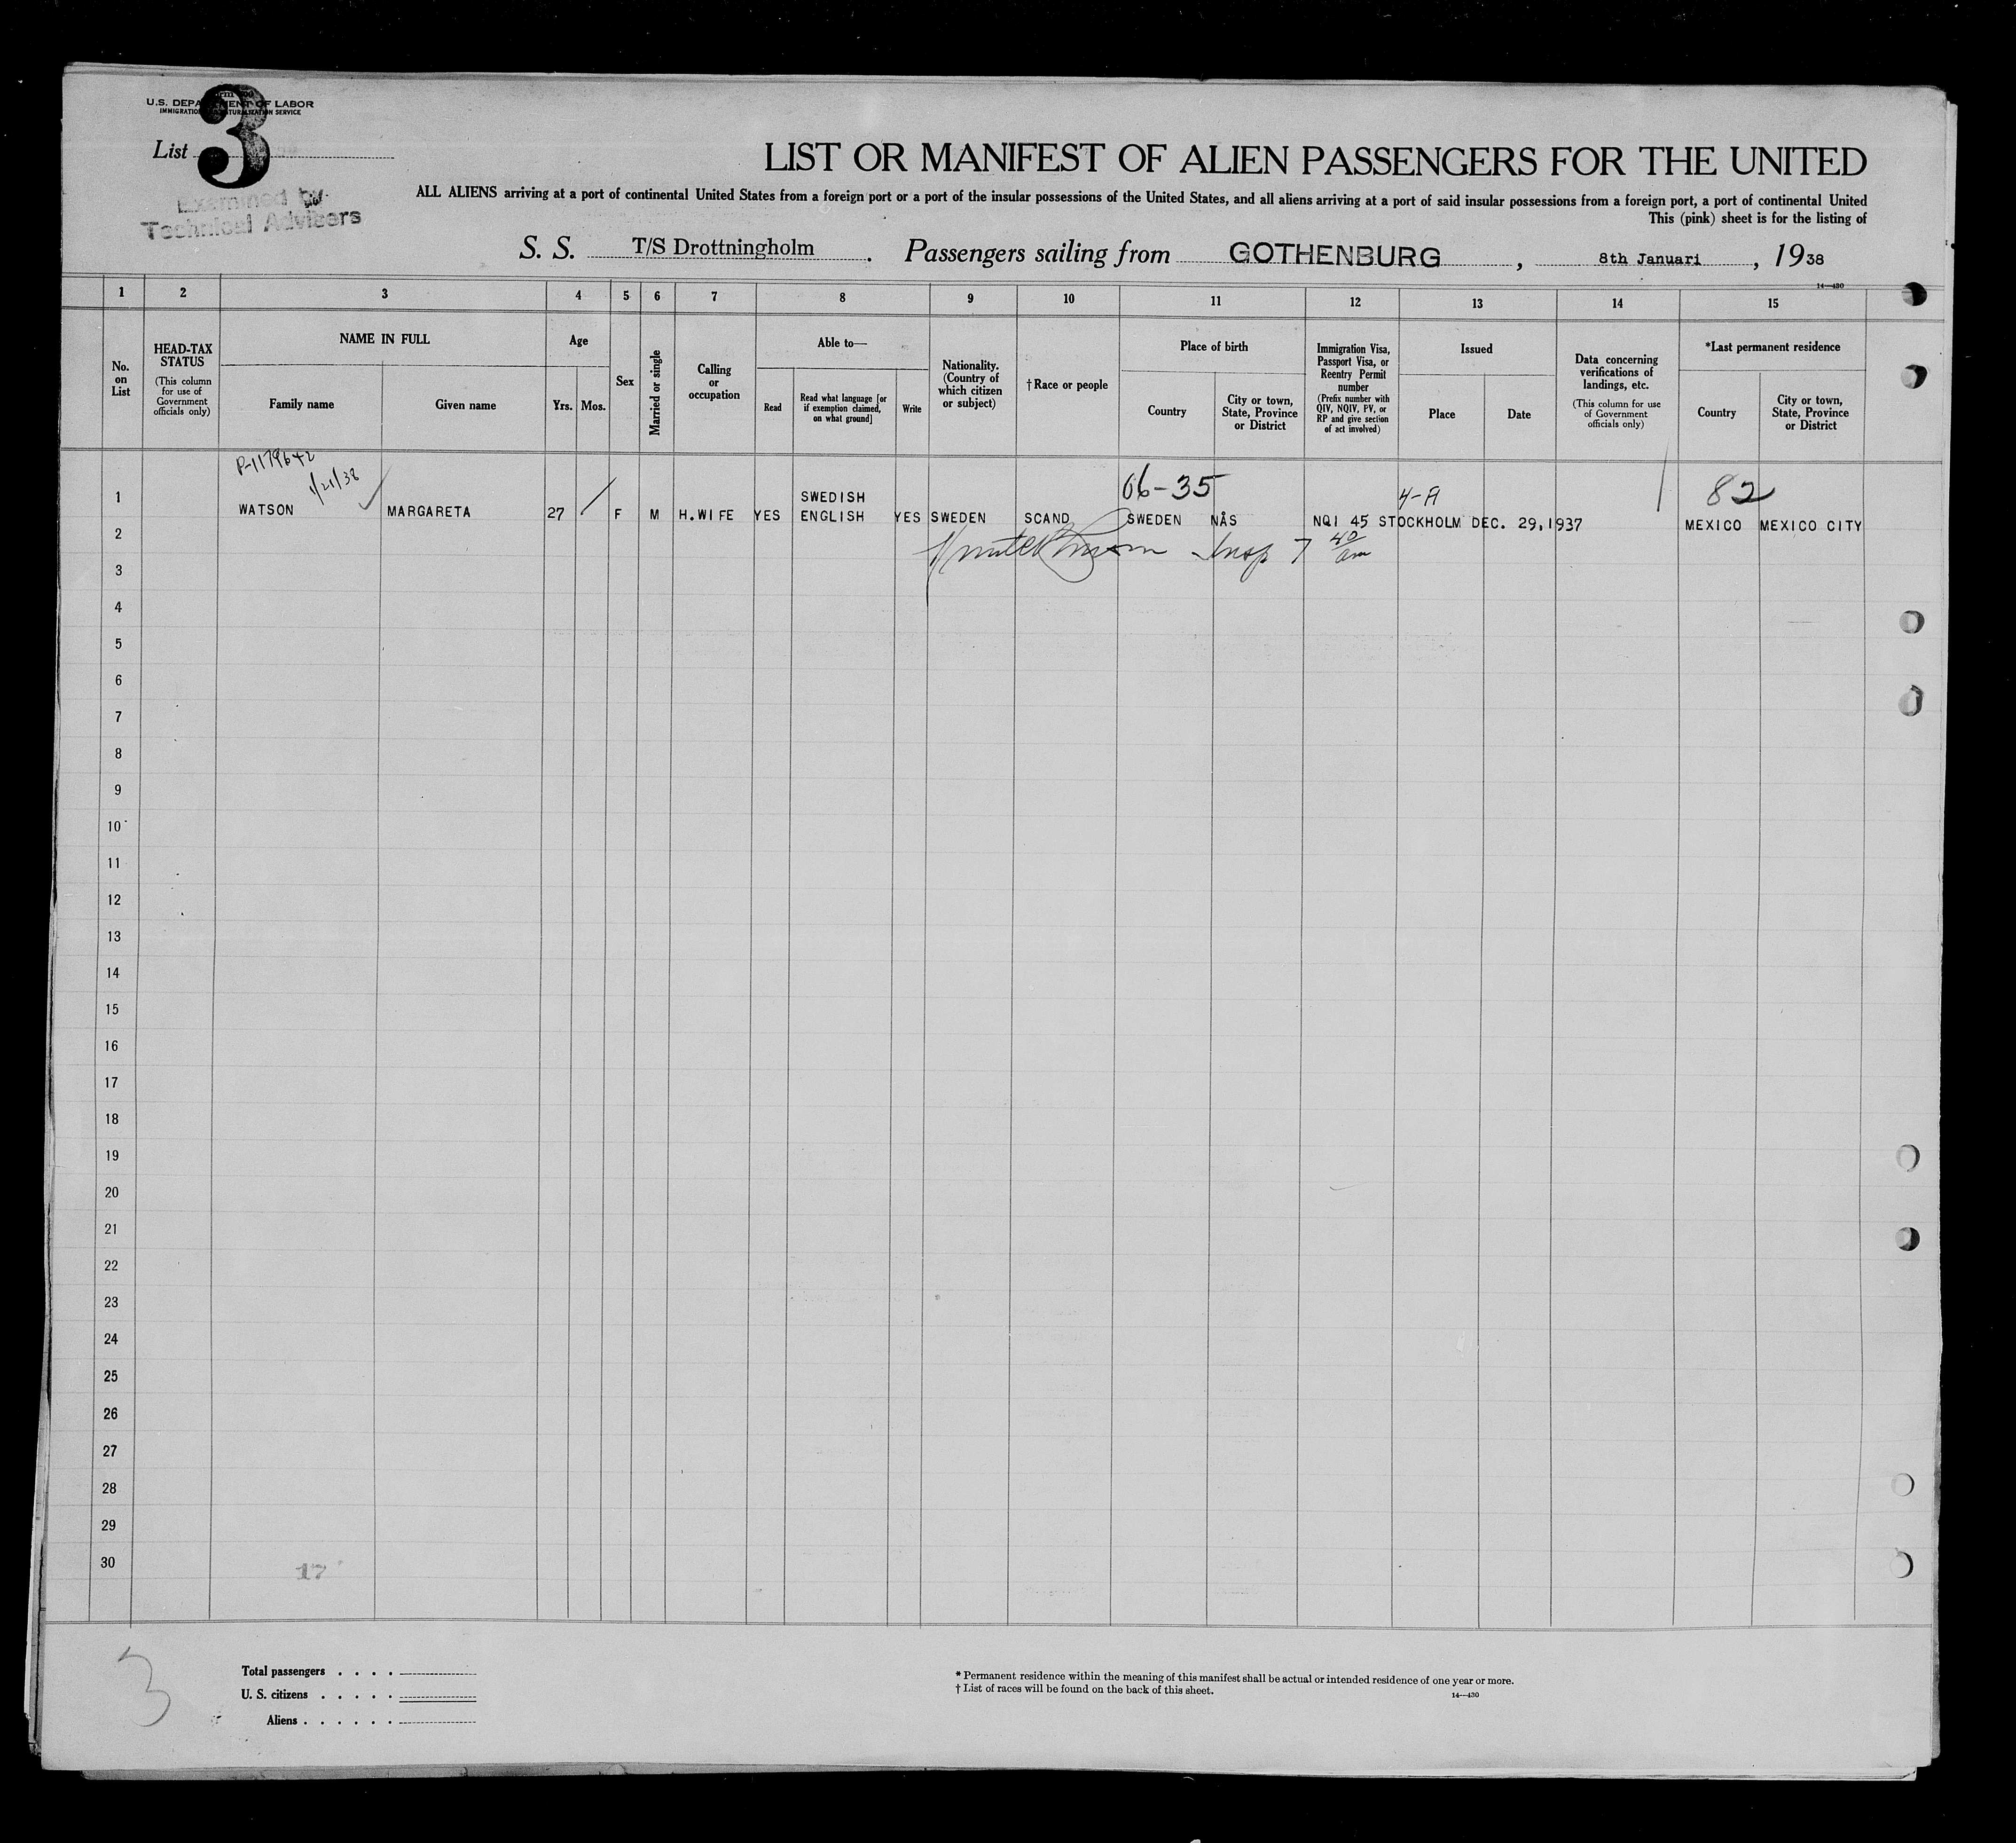 U.S. DEPARTMENT OF LABOR
IMMIGRATION AND NATURALIZATION SERVICE
List 3
Examined by
Technical Advisers
LIST OR MANIFEST OF ALIEN PASSENGERS FOR THE UNITED
ALL ALIENS arriving at a port of continental United States from a foreign port or a port of the insular possessions of the United States, and all aliens arriving at a port of said insular possessions from a foreign port, a port of continental United
This (pink) sheet is for the listing of
S. S. T/S Drottningholm. Passengers sailing from GOTHENBURG, 8th Januari, 1938
14—430
1 2 3 4 5 6 7 8 9 10 11 12 13 14 15
No. on List
HEAD-TAX STATUS
(This column for use of Government officials only)
NAME IN FULL
Family name
Given name
Age
Yrs. Mos.
Sex
Married or single
Calling or occupation
Able to—
Read
Read what language [or if exemption claimed, on what ground]
Write
Nationality. (Country of which citizen or subject)
†Race or people
Place of birth
Country
City or town, State, Province or District
Immigration Visa, Passport Visa, or Reentry Permit number
(Prefix number with QIV, NQIV, PV, or RP and give section of act involved)
Issued
Place
Date
Data concerning verifications of landings, etc.
(This column for use of Government officials only)
*Last permanent residence
Country
City or town, State, Province or District
P-1179642
1/21/38
06-35
4-A
82
1 WATSON MARGARETA 27 F M H.WIFE YES SWEDISH ENGLISH YES SWEDEN SCAND SWEDEN NÅS NQI 45 STOCKHOLM DEC. 29,1937 MEXICO MEXICO CITY
2
Insp 7 40 am
3
4
5
6
7
8
9
10
11
12
13
14
15
16
17
18
19
20
21
22
23
24
25
26
27
28
29
30
17
3
Total passengers . . . .
U. S. citizens . . . . .
Aliens . . . . . .
* Permanent residence within the meaning of this manifest shall be actual or intended residence of one year or more.
† List of races will be found on the back of this sheet.
14—430